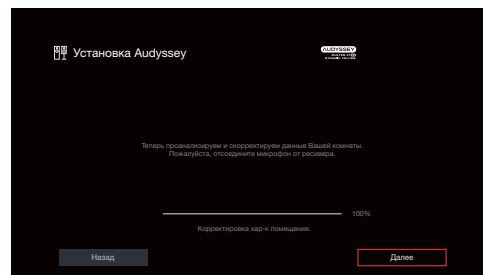 Установка Audyssey
AUDYSSEY
Теперь проанализируем и скорректируем данные Вашей комнаты.
Пожалуйста, отсоедините микрофон от ресивера.
100%
Корректировка хар-к помещения.
Назад
Далее